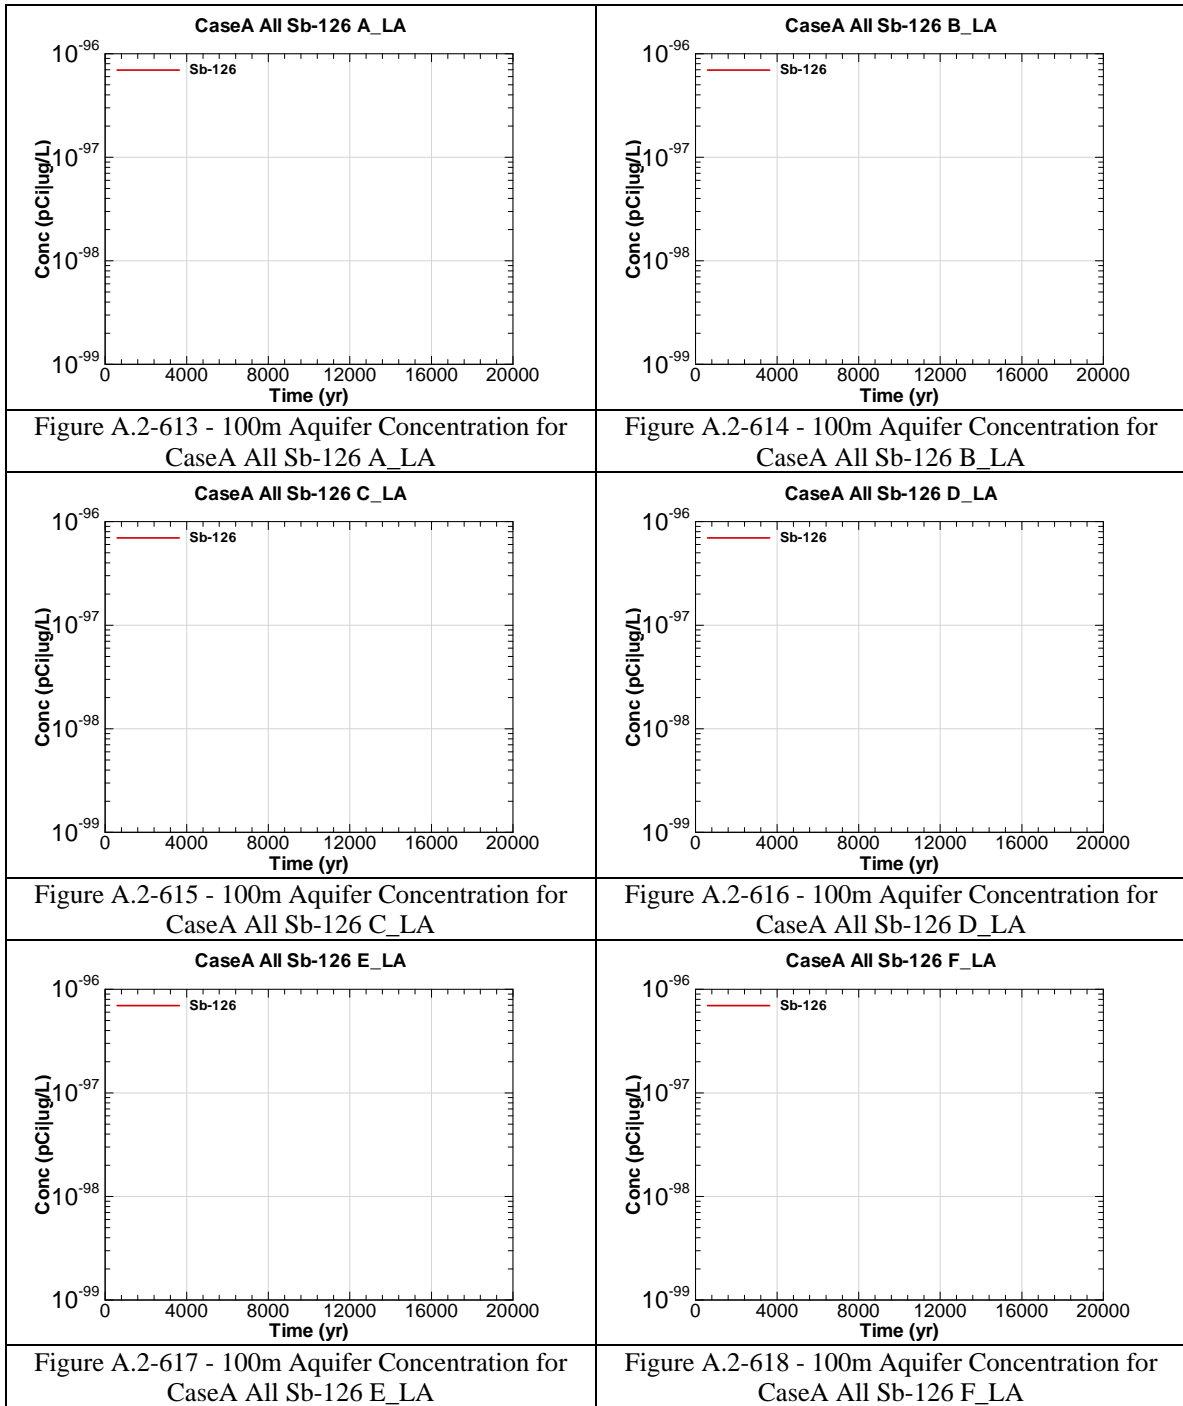 CaseA All Sb-126 A_LA
10-96
Sb-126
10-97
Conc (pCi|ug/L)
10-98
10-99
0 4000 8000 12000 16000 20000
Time (yr)
Figure A.2-613 - 100m Aquifer Concentration for
CaseA All Sb-126 A_LA
CaseA All Sb-126 B_LA
10-96
Sb-126
10-97
Conc (pCi|ug/L)
10-98
10-99
0 4000 8000 12000 16000 20000
Time (yr)
Figure A.2-614 - 100m Aquifer Concentration for
CaseA All Sb-126 B_LA
CaseA All Sb-126 C_LA
10-96
Sb-126
10-97
Conc (pCi|ug/L)
10-98
10-99
0 4000 8000 12000 16000 20000
Time (yr)
Figure A.2-615 - 100m Aquifer Concentration for
CaseA All Sb-126 C_LA
CaseA All Sb-126 D_LA
10-96
Sb-126
10-97
Conc (pCi|ug/L)
10-98
10-99
0 4000 8000 12000 16000 20000
Time (yr)
Figure A.2-616 - 100m Aquifer Concentration for
CaseA All Sb-126 D_LA
CaseA All Sb-126 E_LA
10-96
Sb-126
10-97
Conc (pCi|ug/L)
10-98
10-99
0 4000 8000 12000 16000 20000
Time (yr)
Figure A.2-617 - 100m Aquifer Concentration for
CaseA All Sb-126 E_LA
CaseA All Sb-126 F_LA
10-96
Sb-126
10-97
Conc (pCi|ug/L)
10-98
10-99
0 4000 8000 12000 16000 20000
Time (yr)
Figure A.2-618 - 100m Aquifer Concentration for
CaseA All Sb-126 F_LA